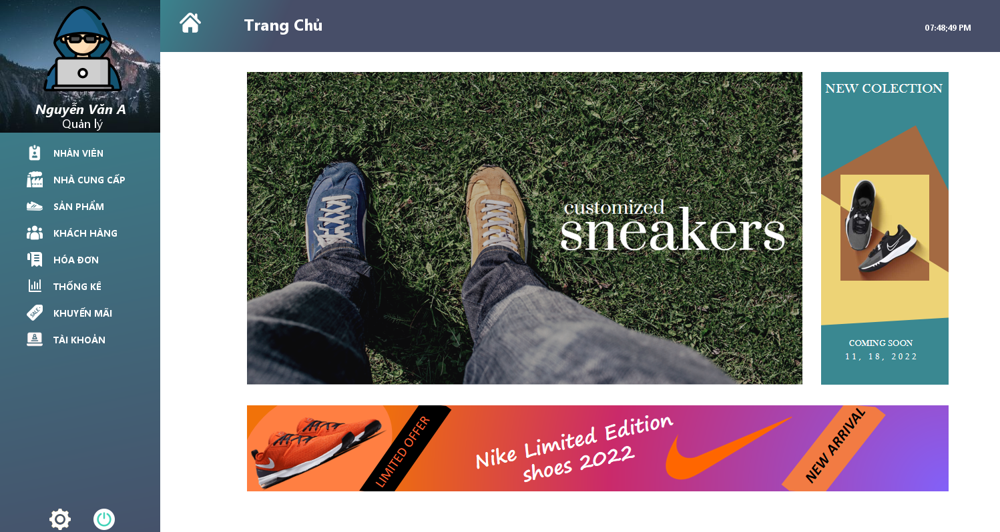 Nguyễn Văn A
Quản lý
NHÂN VIÊN
NHÀ CUNG CẤP
SẢN PHẨM
KHÁCH HÀNG
HÓA ĐƠN
THỐNG KÊ
SALE
KHUYẾN MÃI
TÀI KHOẢN
Trang Chủ
07:48;49 PM
customized
sneakers
NEW COLECTION
COMING SOON
11, 18, 2022
LIMITED OFFER
Nike Limited Edition
shoes 2022
NEW ARRIVAL